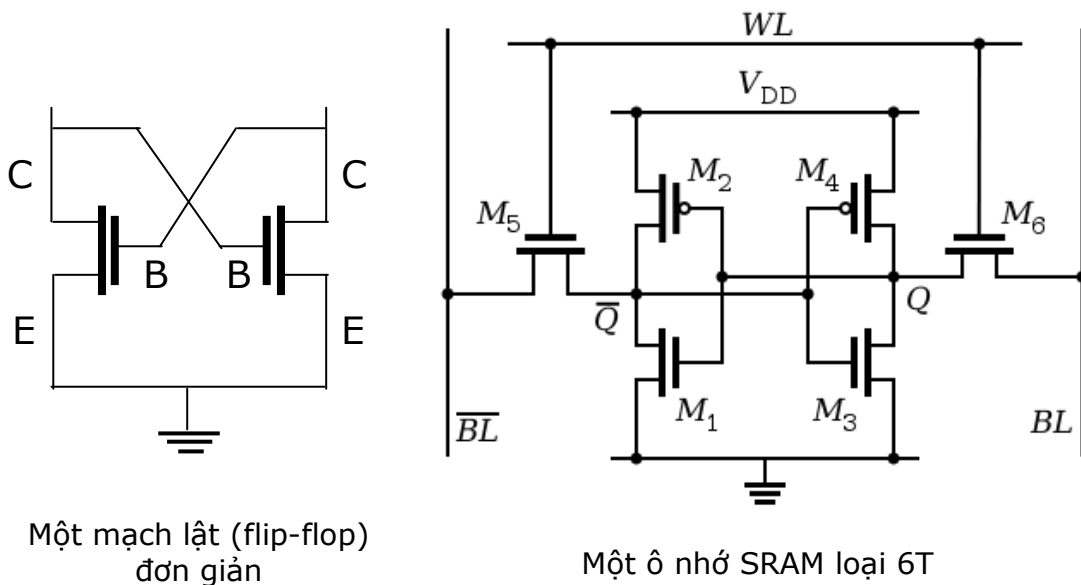 WL
V_DD
C
C
M_2
M_4
M_5
M_6
B
B
Q̅
Q
E
E
M_1
M_3
B̅L̅
BL
Một mạch lật (flip-flop)
đơn giản
Một ô nhớ SRAM loại 6T